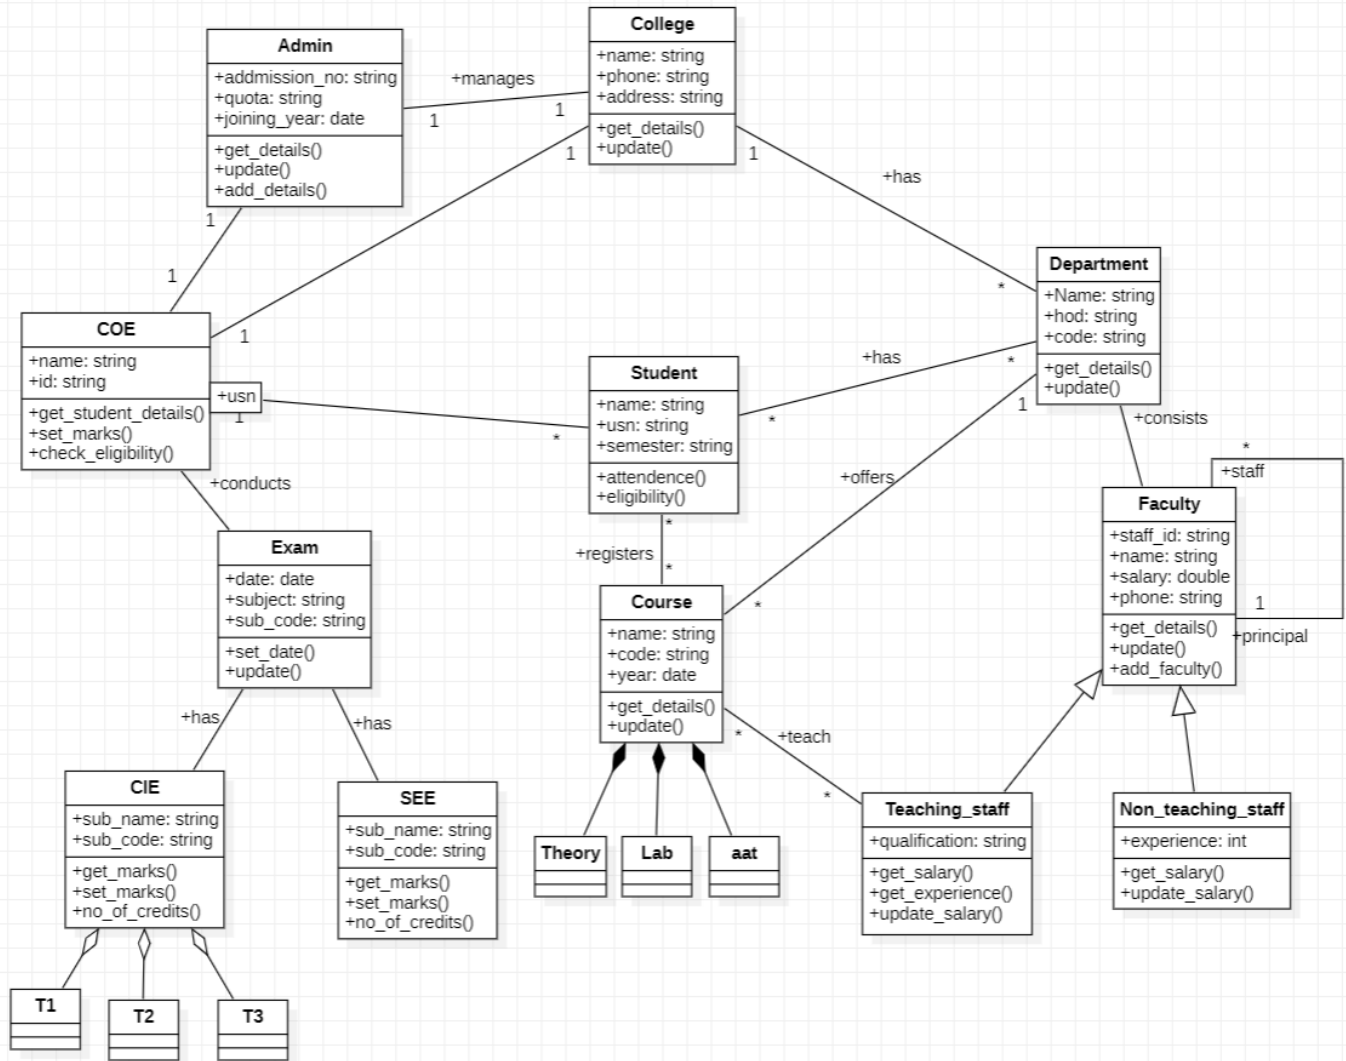 College
+name: string
+phone: string
+address: string
+get_details()
+update()
Admin
+addmission_no: string
+quota: string
+joining_year: date
+get_details()
+update()
+add_details()
+manages
1
1
1
1
+has
*
1
1
1
1
Department
+Name: string
+hod: string
+code: string
+get_details()
+update()
COE
+name: string
+id: string
+get_student_details()
+set_marks()
+check_eligibility()
+usn
1
*
Student
+name: string
+usn: string
+semester: string
+attendence()
+eligibility()
+has
*
*
1
+offers
*
+consists
*
+staff
1
+principal
Faculty
+staff_id: string
+name: string
+salary: double
+phone: string
+get_details()
+update()
+add_faculty()
+conducts
Exam
+date: date
+subject: string
+sub_code: string
+set_date()
+update()
*
+registers
*
Course
+name: string
+code: string
+year: date
+get_details()
+update()
*
+teach
*
+has
+has
CIE
+sub_name: string
+sub_code: string
+get_marks()
+set_marks()
+no_of_credits()
SEE
+sub_name: string
+sub_code: string
+get_marks()
+set_marks()
+no_of_credits()
Theory
Lab
aat
Teaching_staff
+qualification: string
+get_salary()
+get_experience()
+update_salary()
Non_teaching_staff
+experience: int
+get_salary()
+update_salary()
T1
T2
T3